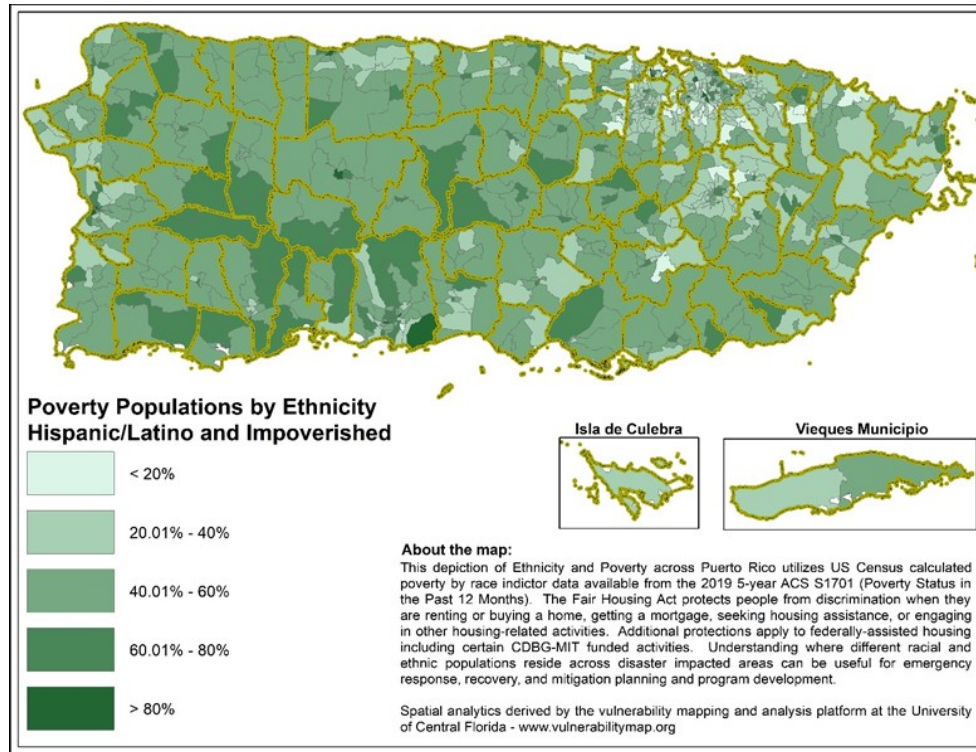 Poverty Populations by Ethnicity
Hispanic/Latino and Impoverished
< 20%
20.01% - 40%
40.01% - 60%
60.01% - 80%
> 80%
Isla de Culebra
Vieques Municipio
About the map:
This depiction of Ethnicity and Poverty across Puerto Rico utilizes US Census calculated
poverty by race indictor data available from the 2019 5-year ACS S1701 (Poverty Status in
the Past 12 Months). The Fair Housing Act protects people from discrimination when they
are renting or buying a home, getting a mortgage, seeking housing assistance, or engaging
in other housing-related activities. Additional protections apply to federally-assisted housing
including certain CDBG-MIT funded activities. Understanding where different racial and
ethnic populations reside across disaster impacted areas can be useful for emergency
response, recovery, and mitigation planning and program development.
Spatial analytics derived by the vulnerability mapping and analysis platform at the University
of Central Florida - www.vulnerabilitymap.org